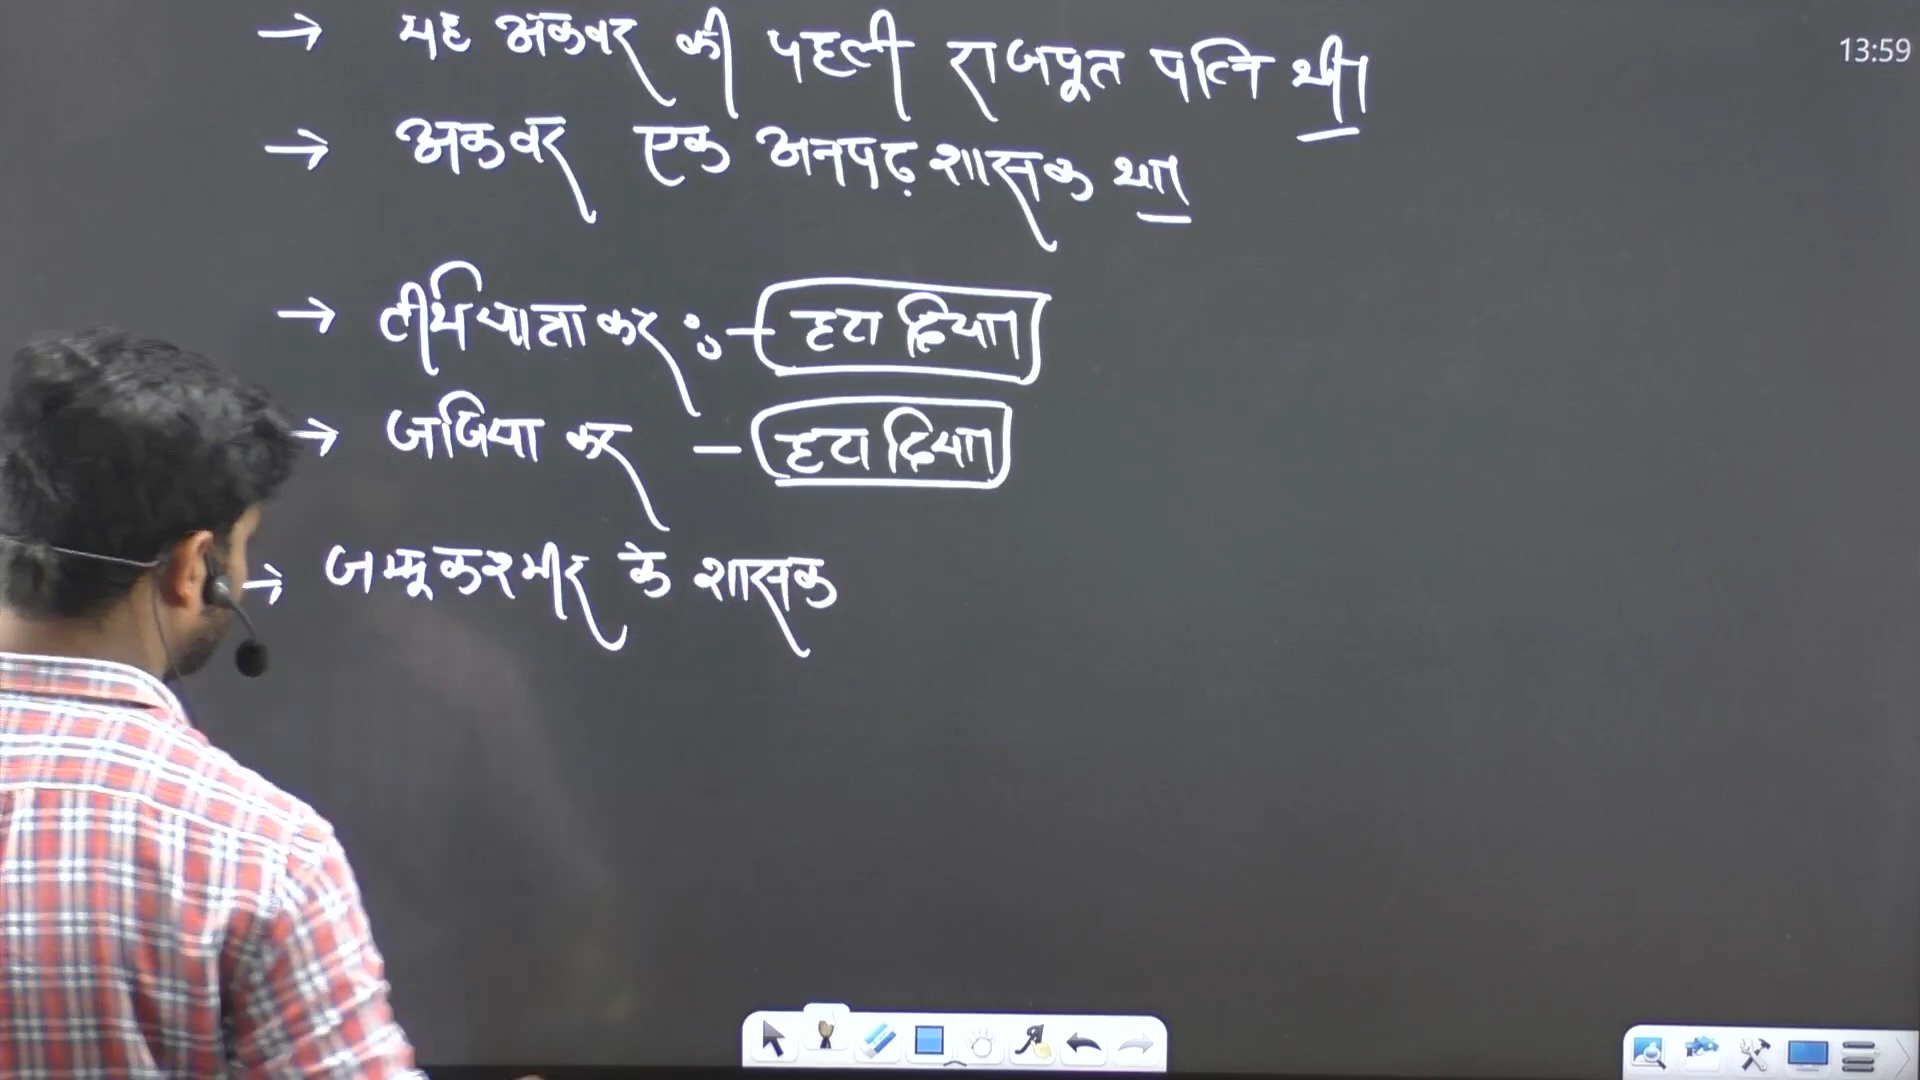 13:59
→ यह अकबर की पहली राजपूत पत्नि थी।
→ अकबर एक अनपढ़ शासक था
→ तीर्थयात्रा कर :- हटा दिया
→ जजिया कर - हटा दिया
→ जम्मूकश्मीर के शासक